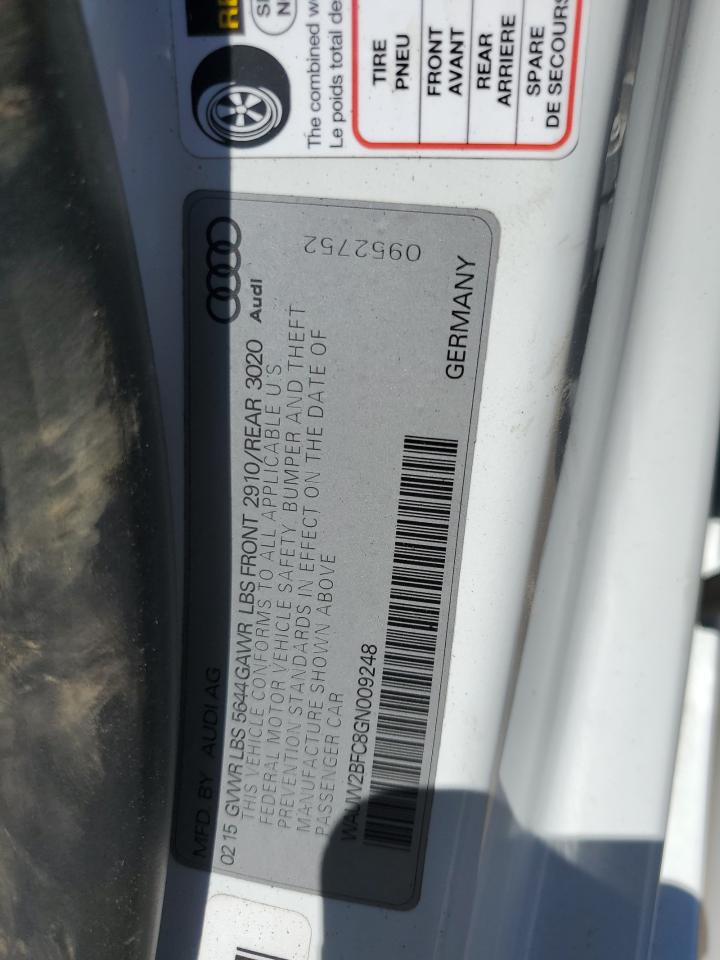 The combined w
Le poids total de
TIRE
PNEU
FRONT
AVANT
REAR
ARRIERE
SPARE
DE SECOURS
MFD. BY AUDI AG
02 15 GVWR LBS 5644 GAWR LBS FRONT 2910/REAR 3020
THIS VEHICLE CONFORMS TO ALL APPLICABLE U.S.
FEDERAL MOTOR VEHICLE SAFETY, BUMPER AND THEFT
PREVENTION STANDARDS IN EFFECT ON THE DATE OF
MANUFACTURE SHOWN ABOVE
PASSENGER CAR
Audi
0952752
WAUW2BFC8GN009248
GERMANY